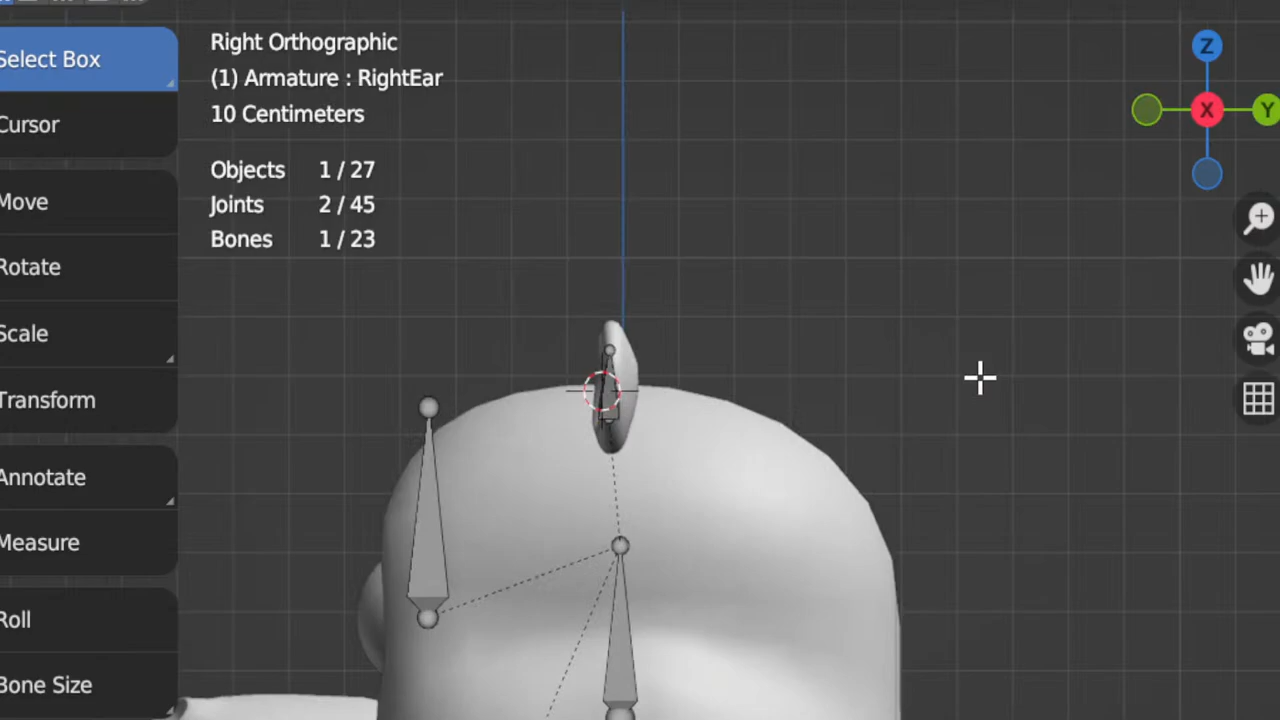 Select Box
Cursor
Move
Rotate
Scale
Transform
Annotate
Measure
Roll
Bone Size
Right Orthographic
(1) Armature : RightEar
10 Centimeters
Objects 1 / 27
Joints 2 / 45
Bones 1 / 23
Z
X
Y